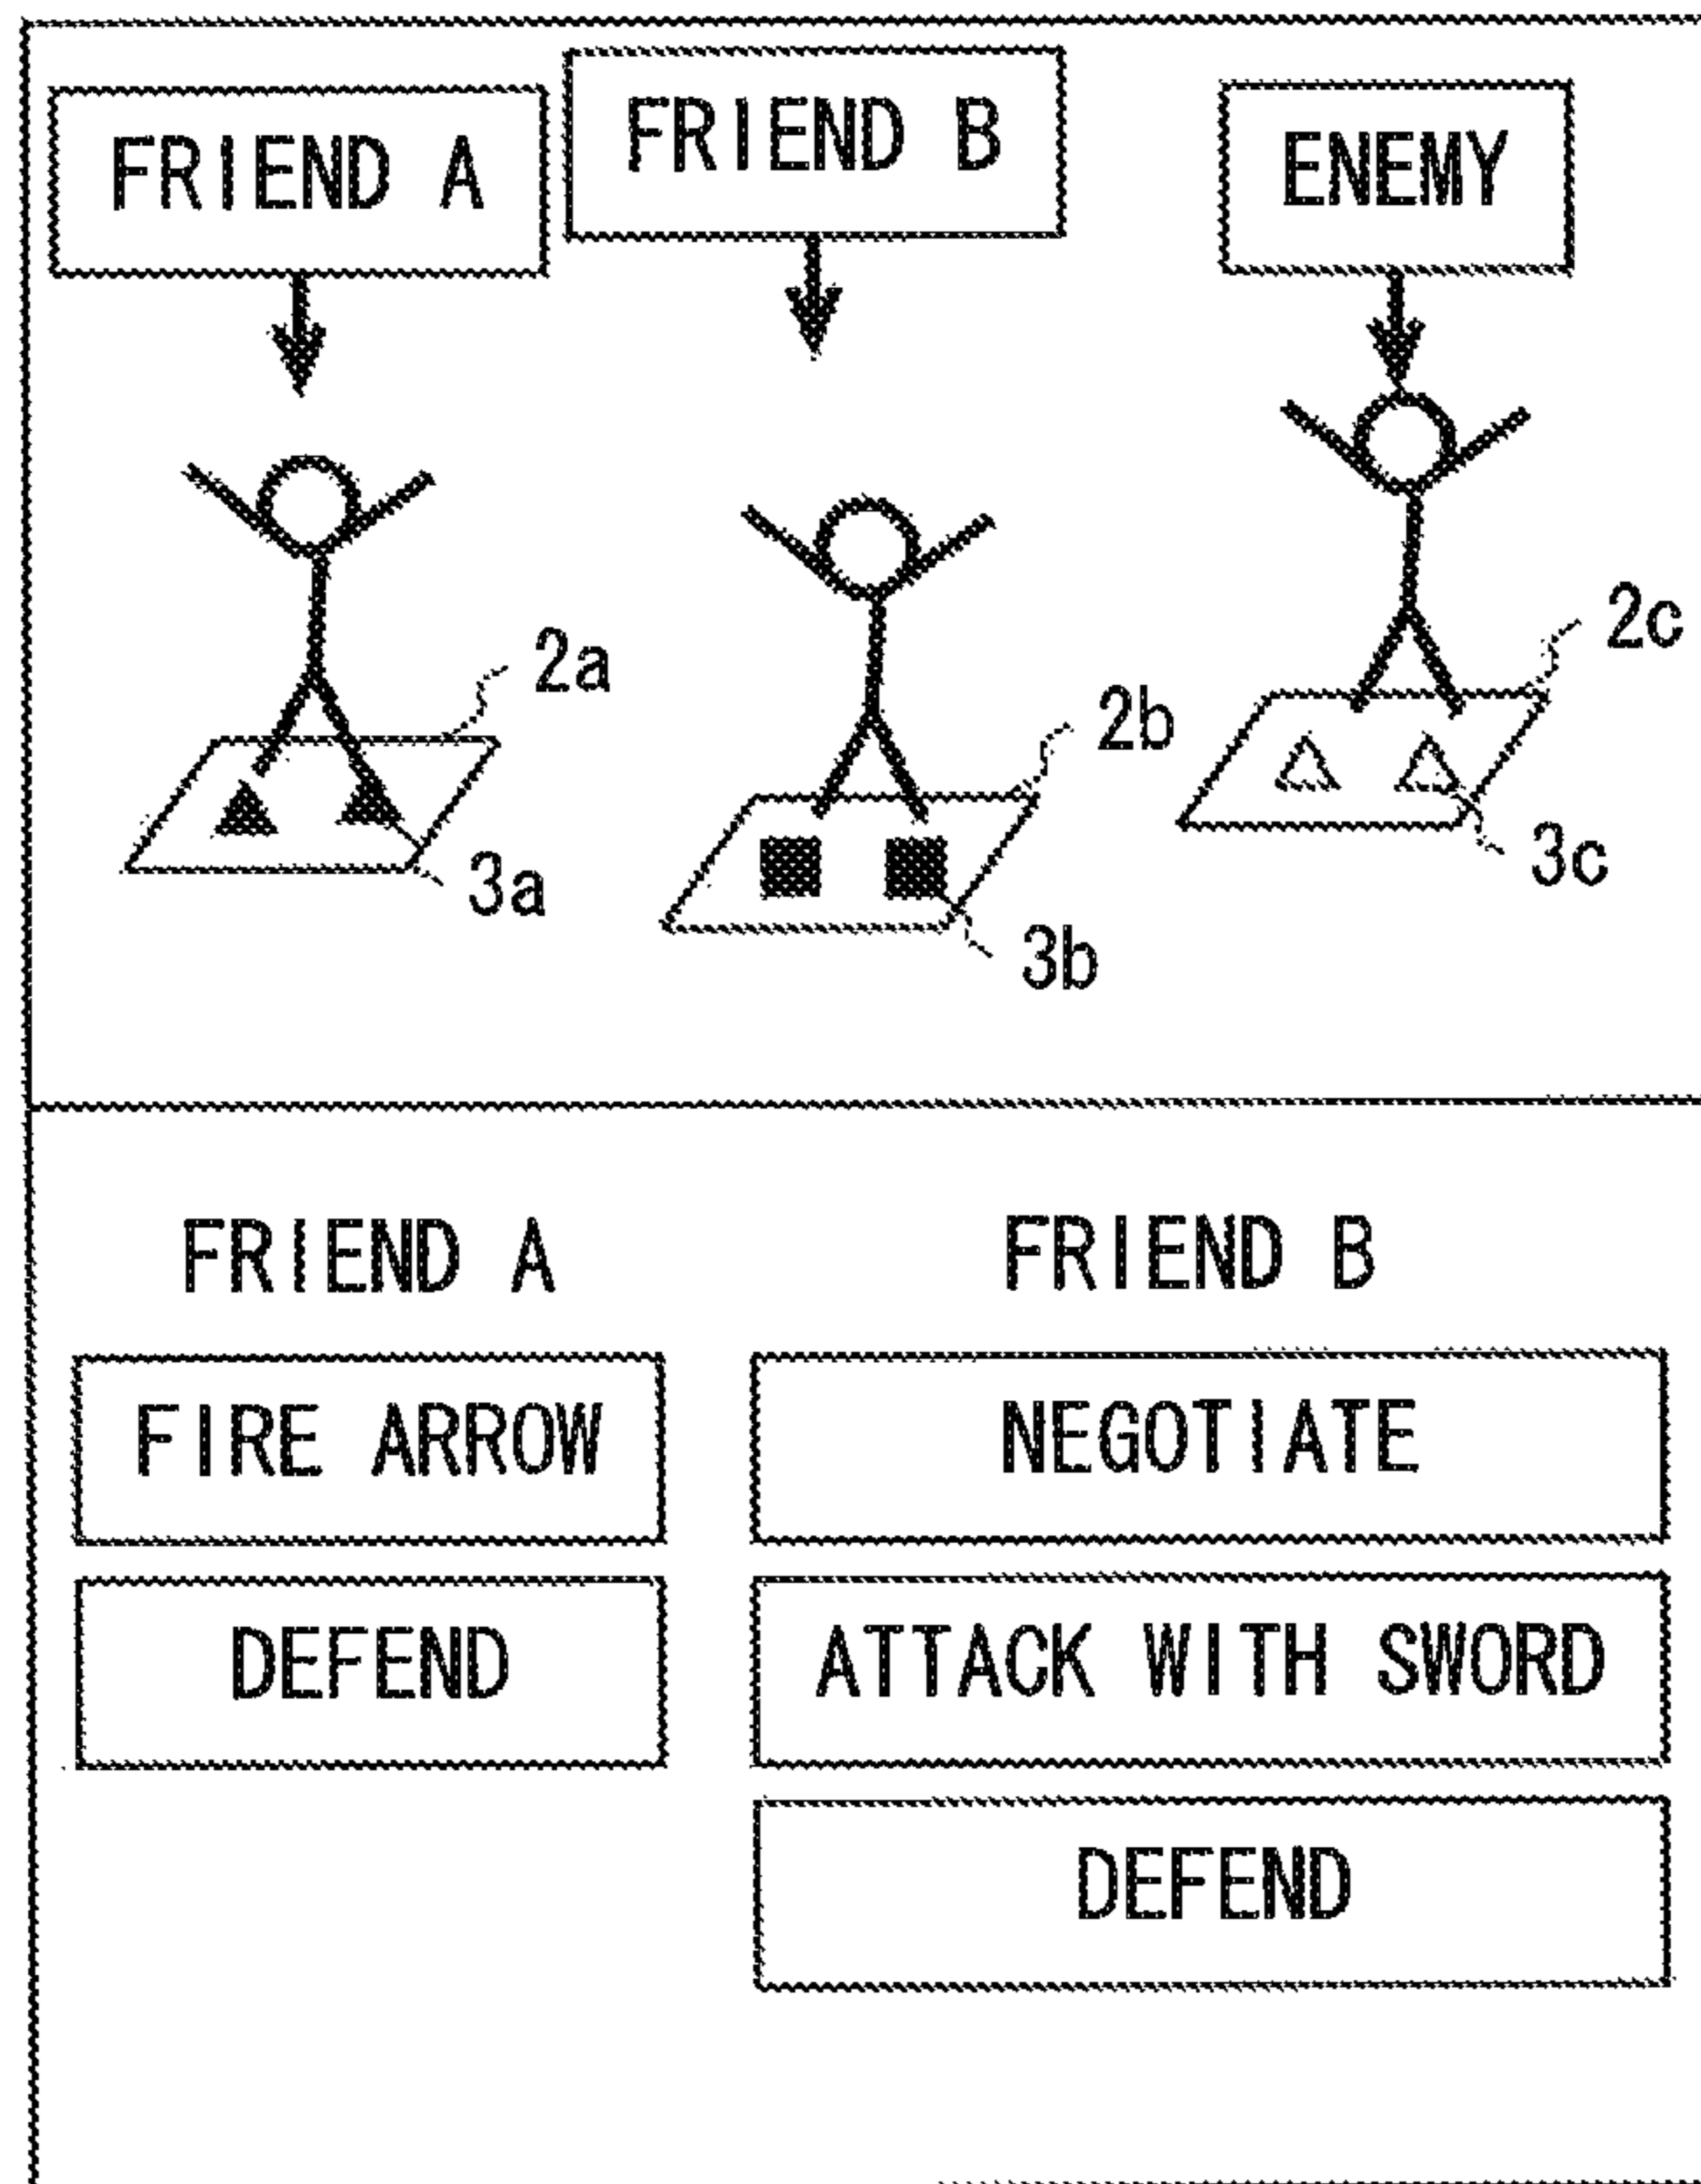 FRIEND A
FRIEND B
ENEMY
2a
2b
2c
3a
3b
3c
FRIEND A
FRIEND B
FIRE ARROW
NEGOTIATE
DEFEND
ATTACK WITH SWORD
DEFEND